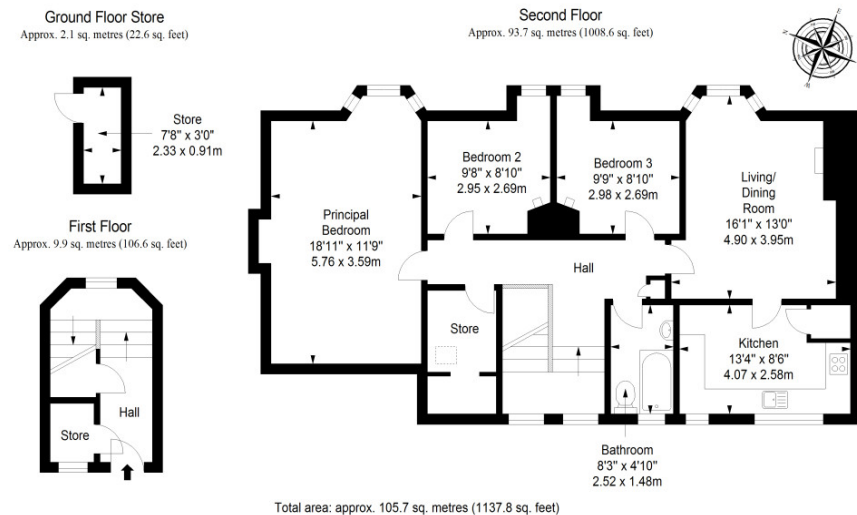 Ground Floor Store
Approx. 2.1 sq. metres (22.6 sq. feet)
Store
7'8" x 3'0"
2.33 x 0.91m
First Floor
Approx. 9.9 sq. metres (106.6 sq. feet)
Hall
Store
Second Floor
Approx. 93.7 sq. metres (1008.6 sq. feet)
Principal
Bedroom
18'11" x 11'9"
5.76 x 3.59m
Bedroom 2
9'8" x 8'10"
2.95 x 2.69m
Bedroom 3
9'9" x 8'10"
2.98 x 2.69m
Living/
Dining
Room
16'1" x 13'0"
4.90 x 3.95m
Hall
Store
Kitchen
13'4" x 8'6"
4.07 x 2.58m
Bathroom
8'3" x 4'10"
2.52 x 1.48m
Total area: approx. 105.7 sq. metres (1137.8 sq. feet)